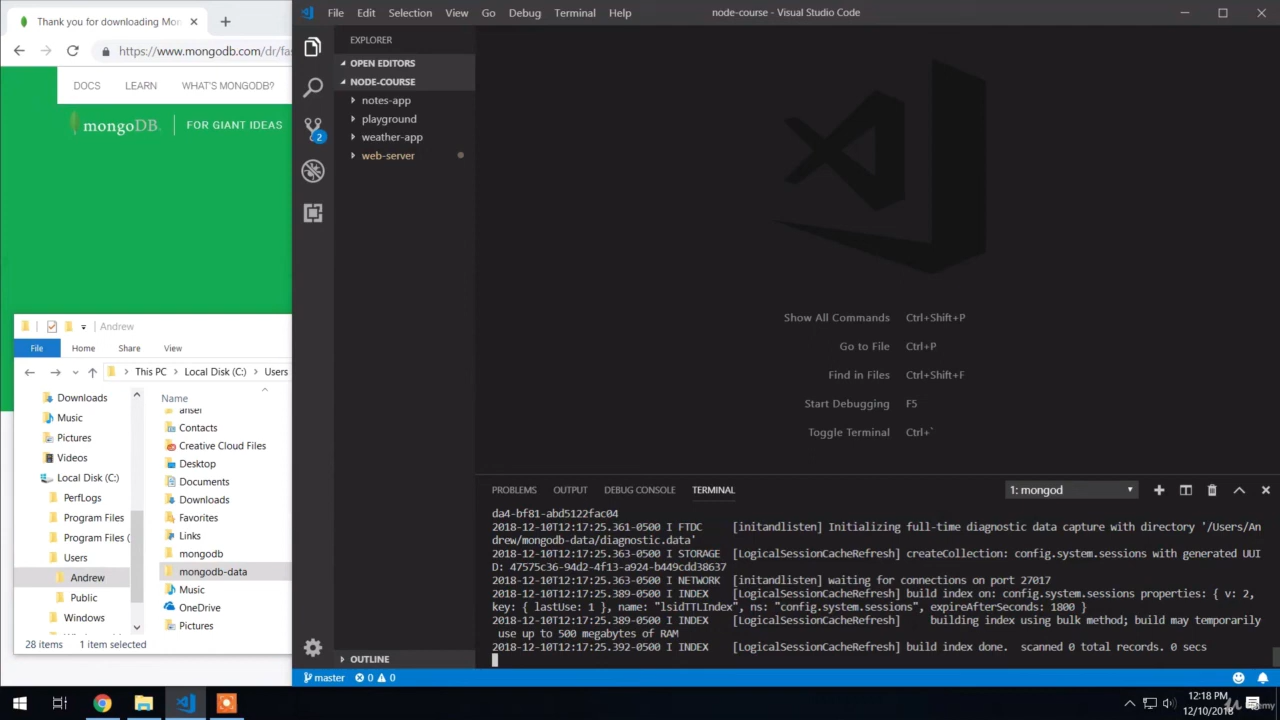 Thank you for downloading Mon
https://www.mongodb.com/dr/fas
DOCS LEARN WHAT'S MONGODB?
mongoDB. FOR GIANT IDEAS
Andrew
File Home Share View
This PC Local Disk (C:) Users
Downloads
Music
Pictures
Videos
Local Disk (C:)
PerfLogs
Program Files
Program Files (
Users
Andrew
Public
Windows
Name
ansel
Contacts
Creative Cloud Files
Desktop
Documents
Downloads
Favorites
Links
mongodb
mongodb-data
Music
OneDrive
Pictures
28 items 1 item selected
File Edit Selection View Go Debug Terminal Help
node-course - Visual Studio Code
EXPLORER
OPEN EDITORS
NODE-COURSE
notes-app
playground
weather-app
web-server
2
OUTLINE
Show All Commands Ctrl+Shift+P
Go to File Ctrl+P
Find in Files Ctrl+Shift+F
Start Debugging F5
Toggle Terminal Ctrl+`
PROBLEMS OUTPUT DEBUG CONSOLE TERMINAL
1: mongod
da4-bf81-abd5122fac04
2018-12-10T12:17:25.361-0500 I FTDC [initandlisten] Initializing full-time diagnostic data capture with directory '/Users/An
drew/mongodb-data/diagnostic.data'
2018-12-10T12:17:25.363-0500 I STORAGE [LogicalSessionCacheRefresh] createCollection: config.system.sessions with generated UUI
D: 47575c36-94d2-4f13-a924-b449cdd38637
2018-12-10T12:17:25.363-0500 I NETWORK [initandlisten] waiting for connections on port 27017
2018-12-10T12:17:25.389-0500 I INDEX [LogicalSessionCacheRefresh] build index on: config.system.sessions properties: { v: 2,
key: { lastUse: 1 }, name: "lsidTTLIndex", ns: "config.system.sessions", expireAfterSeconds: 1800 }
2018-12-10T12:17:25.389-0500 I INDEX [LogicalSessionCacheRefresh] building index using bulk method; build may temporarily
use up to 500 megabytes of RAM
2018-12-10T12:17:25.392-0500 I INDEX [LogicalSessionCacheRefresh] build index done. scanned 0 total records. 0 secs
master 0 0
12:18 PM
12/10/2018